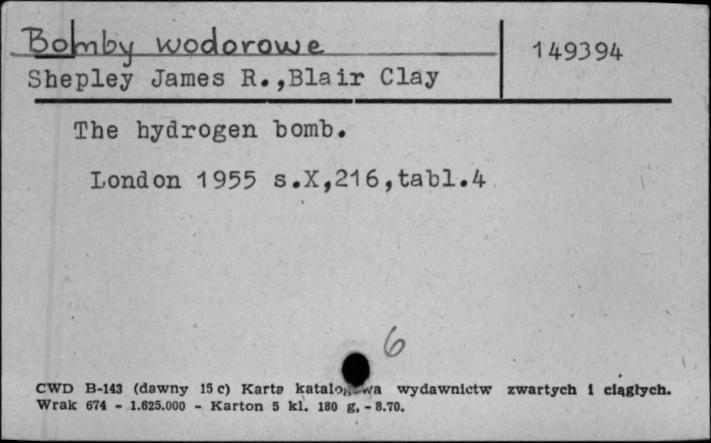 Bomby wodorowe
149394
Shepley James R.,Blair Clay
The hydrogen bomb.
London 1955 s.X,216,tabl.4
6
CWD B-143 (dawny 15 c) Karta katalogowa wydawnictw zwartych i ciągłych.
Wrak 674 - 1.625.000 - Karton 5 kl. 180 g, - 8.70.